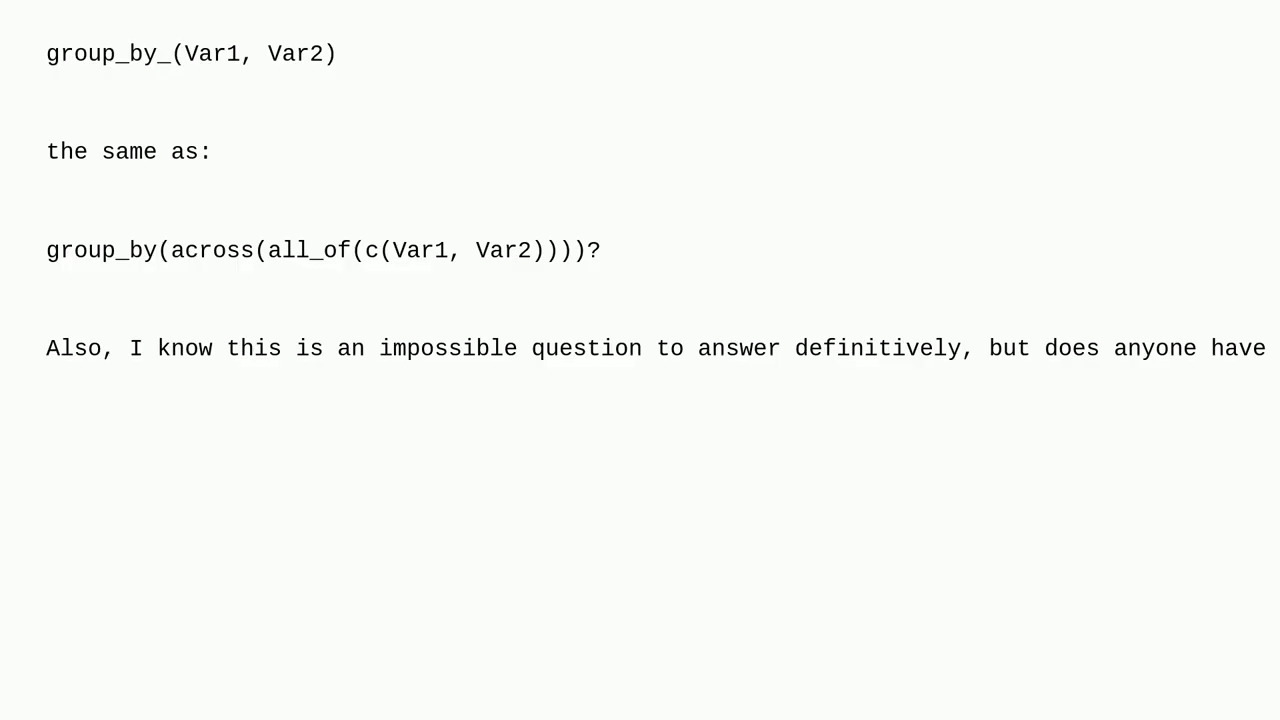 group_by_(Var1, Var2)
the same as:
group_by(across(all_of(c(Var1, Var2))))?
Also, I know this is an impossible question to answer definitively, but does anyone have